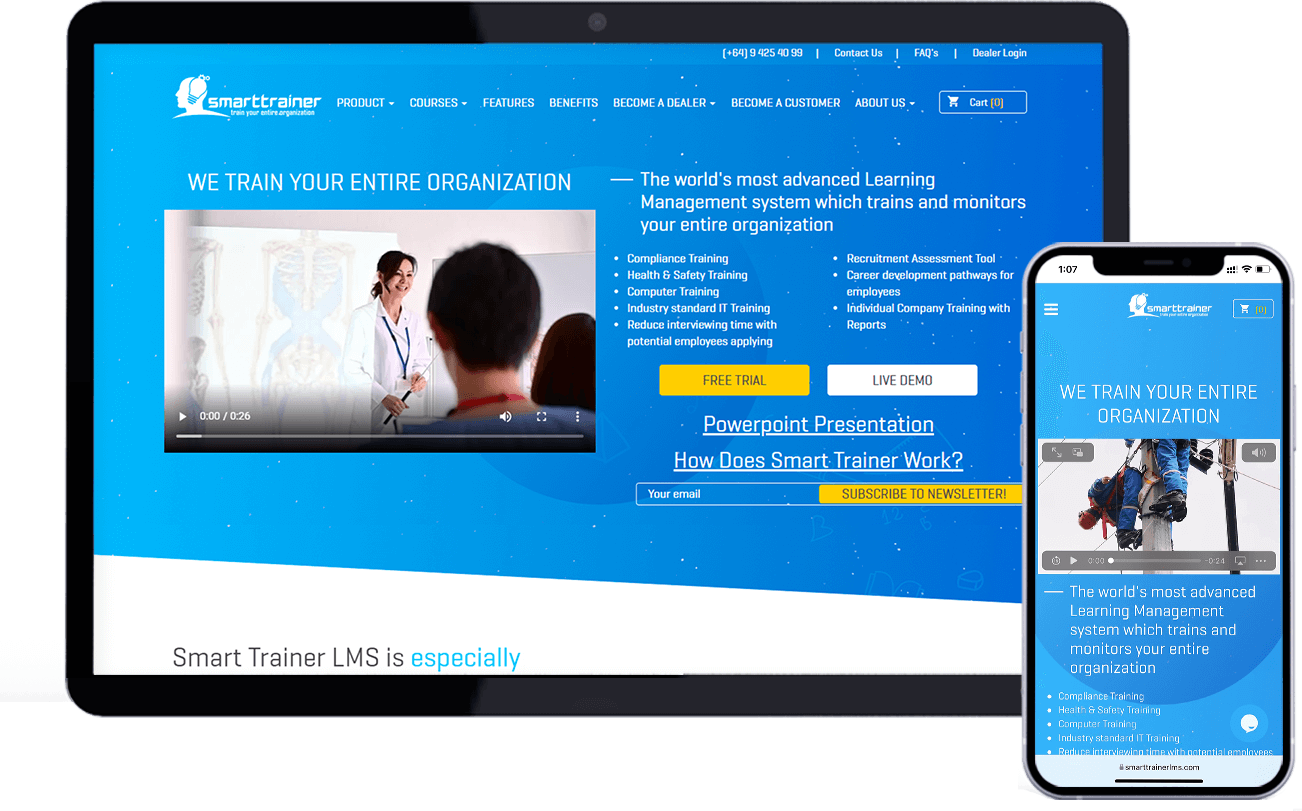 (+64) 9 425 40 99 | Contact Us | FAQ's | Dealer Login
smarttrainer
train your entire organization
PRODUCT COURSES FEATURES BENEFITS BECOME A DEALER BECOME A CUSTOMER ABOUT US Cart (0)
WE TRAIN YOUR ENTIRE ORGANIZATION
0:00 / 0:26
The world's most advanced Learning
Management system which trains and monitors
your entire organization
Compliance Training
Health & Safety Training
Computer Training
Industry standard IT Training
Reduce interviewing time with
potential employees applying
Recruitment Assessment Tool
Career development pathways for
employees
Individual Company Training with
Reports
FREE TRIAL
LIVE DEMO
Powerpoint Presentation
How Does Smart Trainer Work?
Your email
SUBSCRIBE TO NEWSLETTER!
Smart Trainer LMS is especially
1:07
smarttrainer
train your entire organization
(0)
WE TRAIN YOUR ENTIRE
ORGANIZATION
0:00
-0:24
The world's most advanced
Learning Management
system which trains and
monitors your entire
organization
Compliance Training
Health & Safety Training
Computer Training
Industry standard IT Training
Reduce interviewing time with potential employees
smarttrainerlms.com